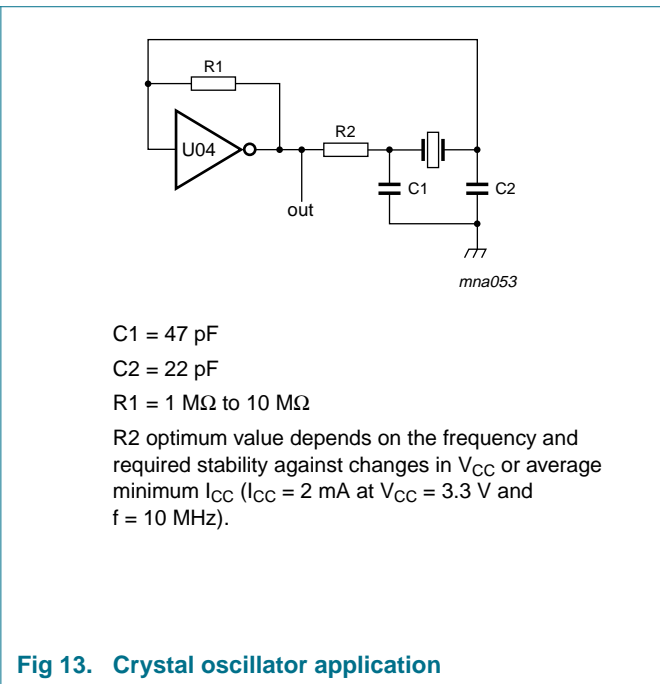 R1
U04
R2
C1
C2
out
mna053
C1 = 47 pF
C2 = 22 pF
R1 = 1 MΩ to 10 MΩ
R2 optimum value depends on the frequency and
required stability against changes in VCC or average
minimum ICC (ICC = 2 mA at VCC = 3.3 V and
f = 10 MHz).
Fig 13. Crystal oscillator application